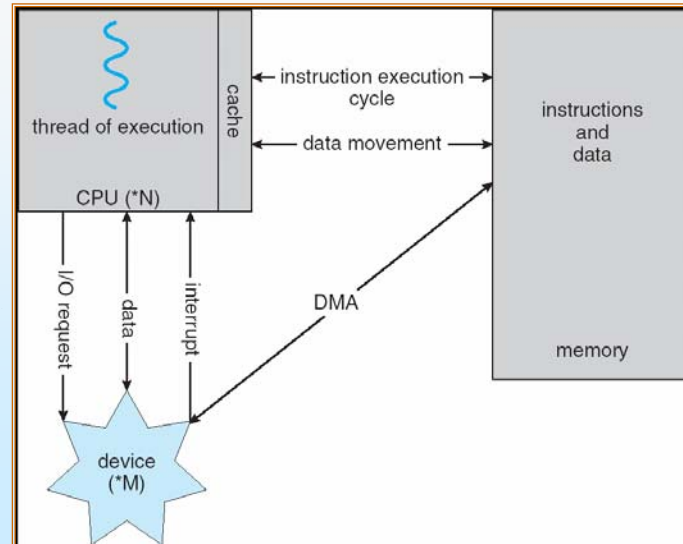 thread of execution
cache
CPU (*N)
instruction execution
cycle
data movement
instructions
and
data
memory
I/O request
data
interrupt
DMA
device
(*M)